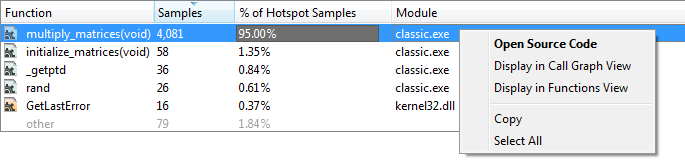 Function Samples % of Hotspot Samples Module
multiply_matrices(void) 4,081 95.00% classic.exe
initialize_matrices(void) 58 1.35% classic.exe
_getptd 36 0.84% classic.exe
rand 26 0.61% classic.exe
GetLastError 16 0.37% kernel32.dll
other 79 1.84%
Open Source Code
Display in Call Graph View
Display in Functions View
Copy
Select All